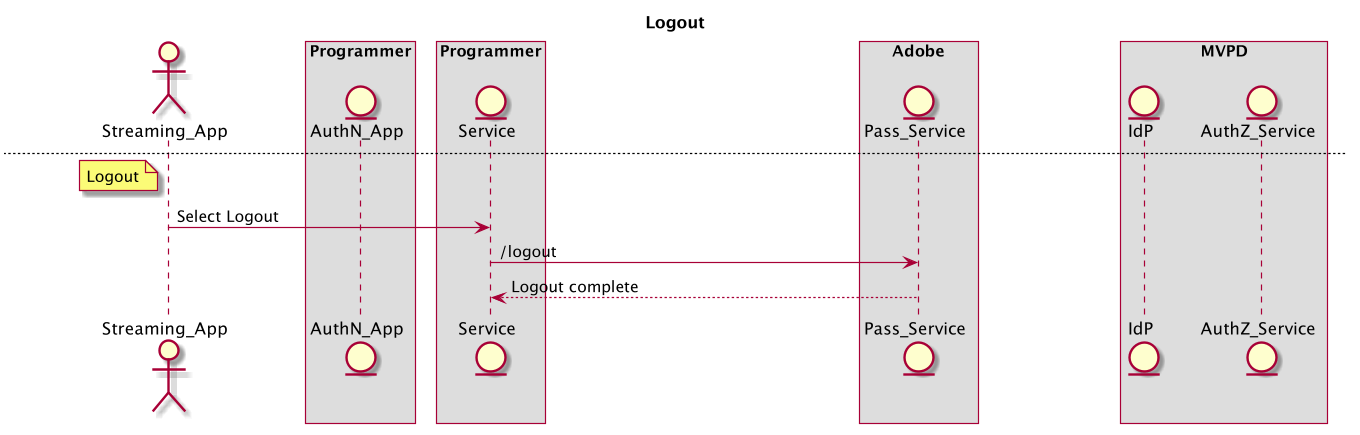 Logout
Programmer Programmer Adobe MVPD
Streaming_App AuthN_App Service Pass_Service IdP AuthZ_Service
Logout
Select Logout
/logout
Logout complete
Streaming_App AuthN_App Service Pass_Service IdP AuthZ_Service